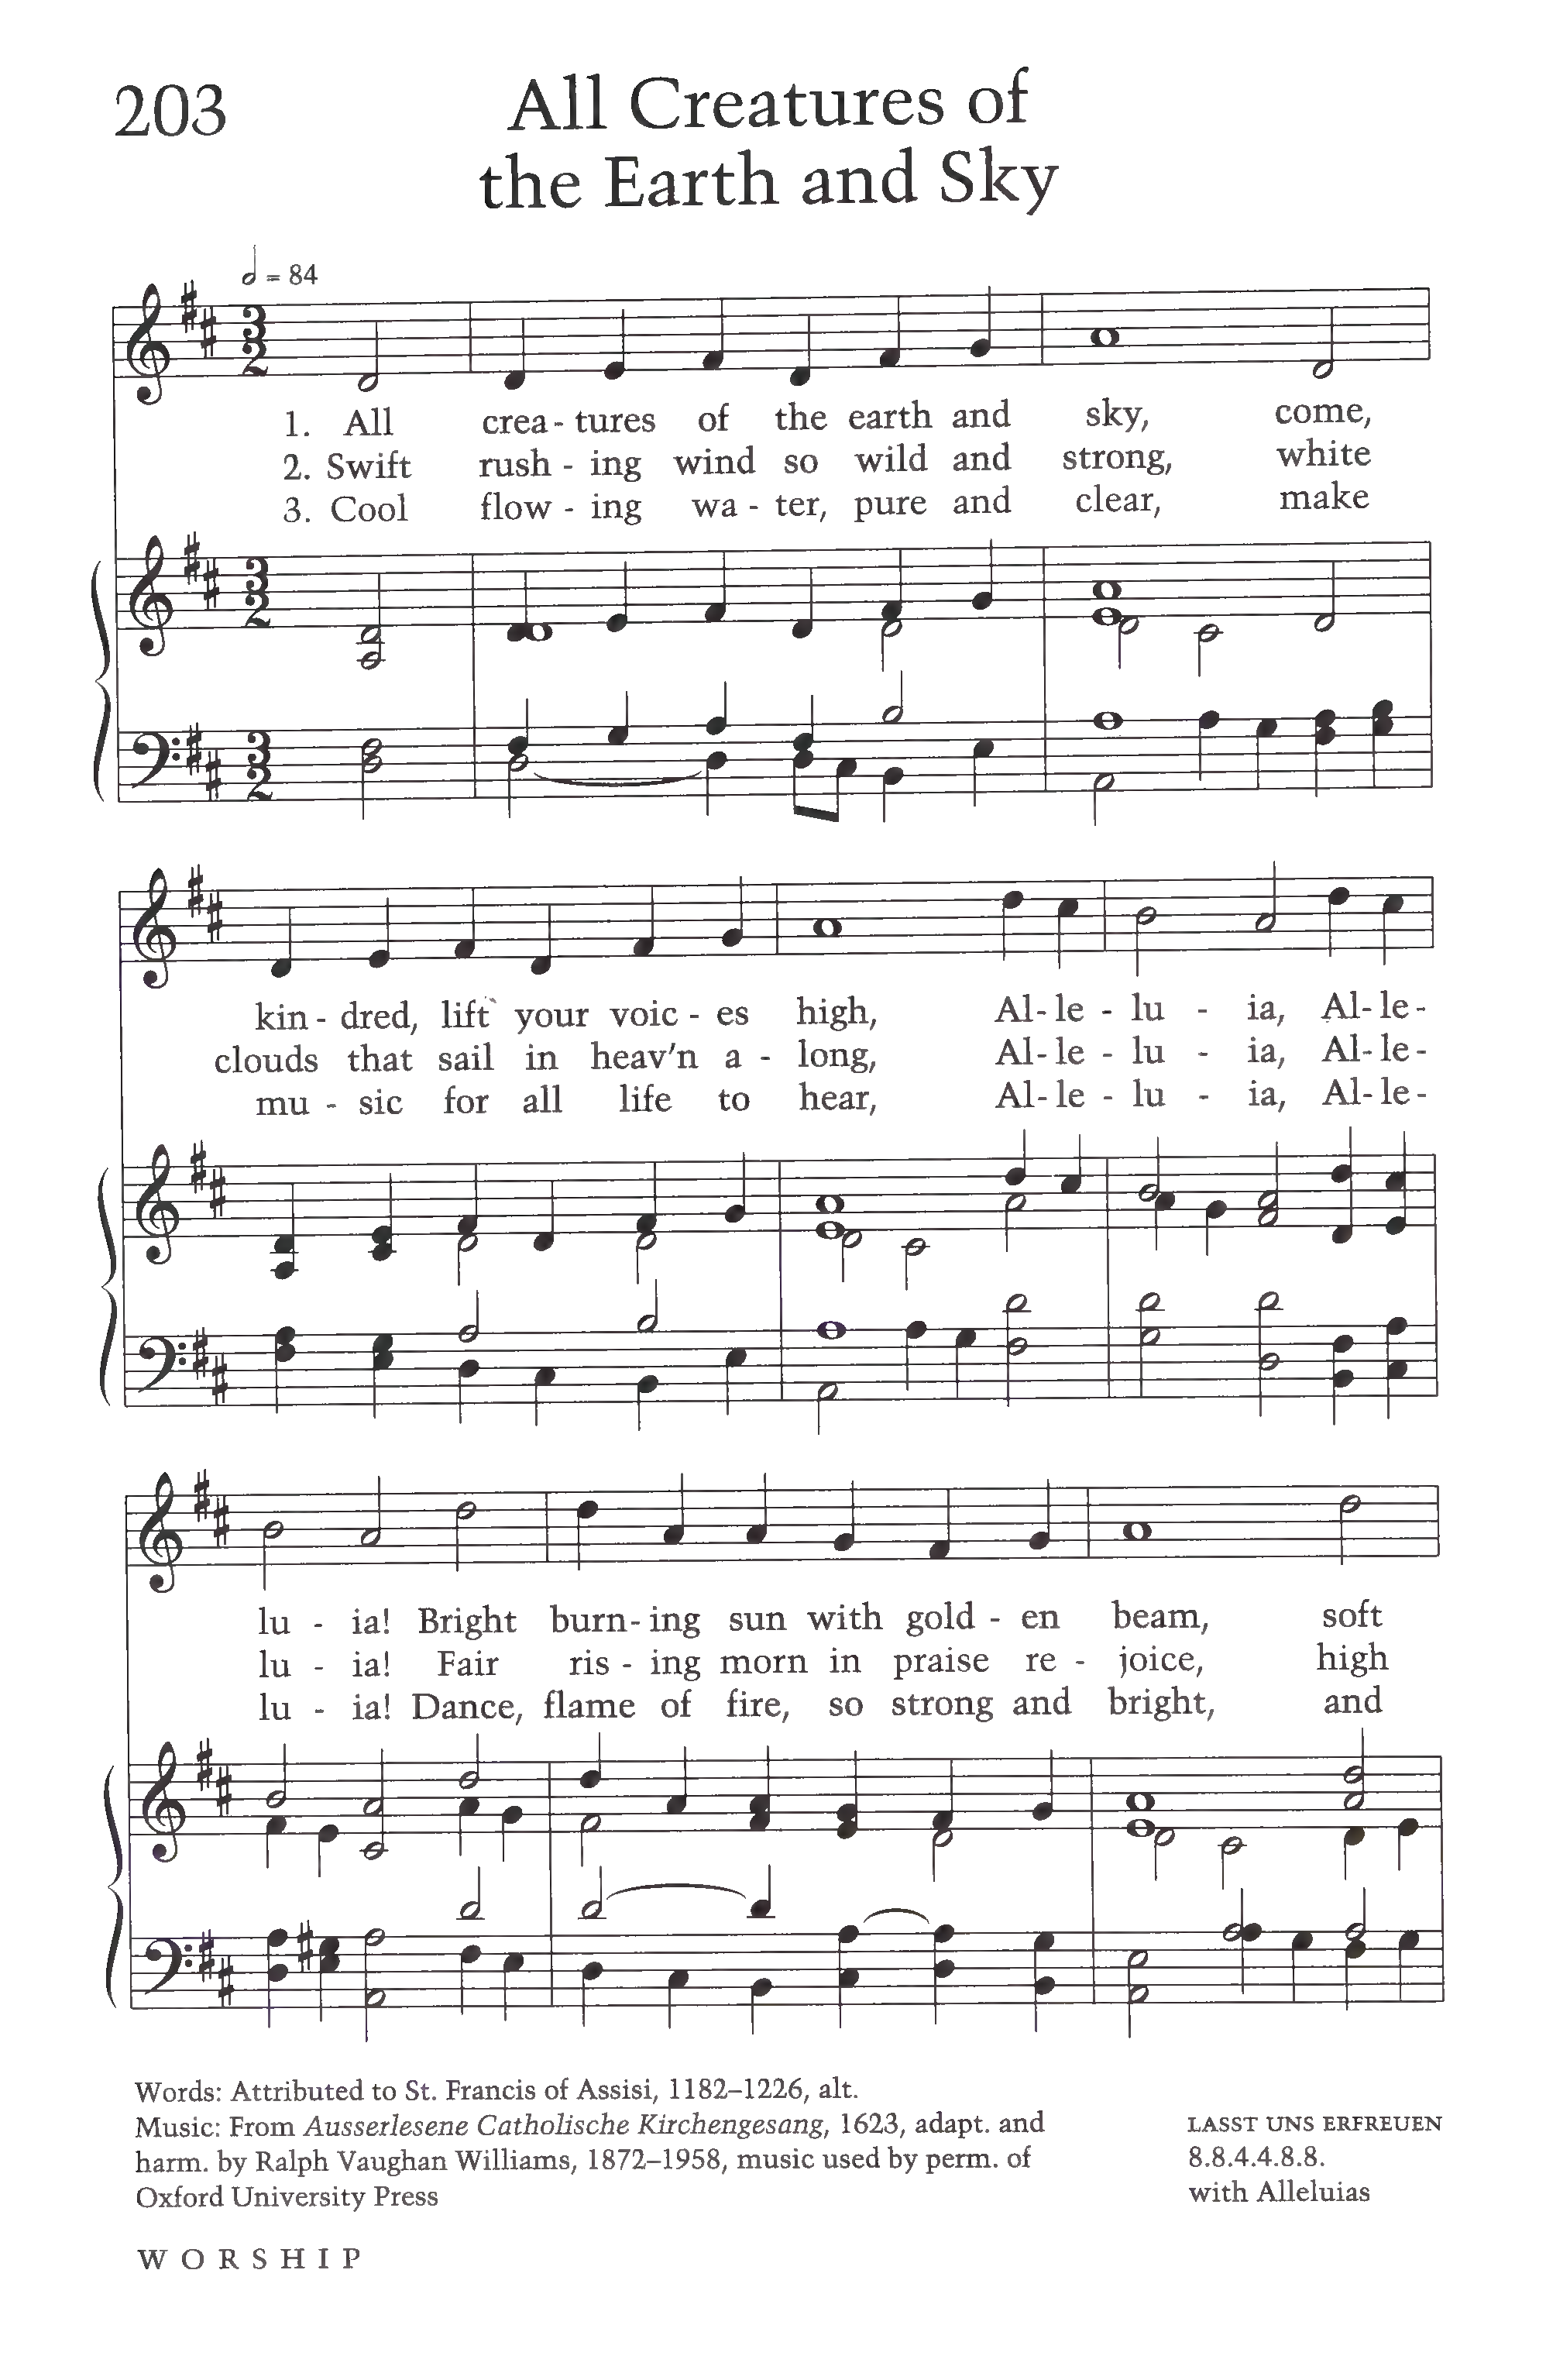 203
All Creatures of
the Earth and Sky
= 84
1. All crea - tures of the earth and sky, come,
2. Swift rush - ing wind so wild and strong, white
3. Cool flow - ing wa - ter, pure and clear, make
kin - dred, lift your voic - es high, Al - le - lu - ia, Al - le -
clouds that sail in heav'n a - long, Al - le - lu - ia, Al - le -
mu - sic for all life to hear, Al - le - lu - ia, Al - le -
lu - ia! Bright burn - ing sun with gold - en beam, soft
lu - ia! Fair ris - ing morn in praise re - joice, high
lu - ia! Dance, flame of fire, so strong and bright, and
Words: Attributed to St. Francis of Assisi, 1182–1226, alt.
Music: From Ausserlesene Catholische Kirchengesang, 1623, adapt. and
harm. by Ralph Vaughan Williams, 1872–1958, music used by perm. of
Oxford University Press
LASST UNS ERFREUEN
8.8.4.4.8.8.
with Alleluias
WORSHIP